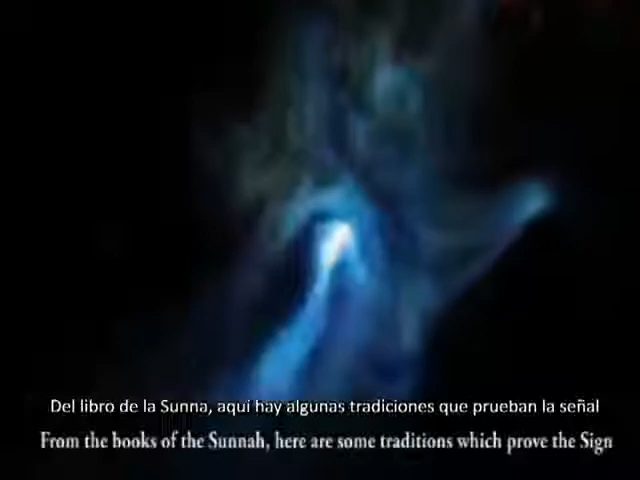 Del libro de la Sunna, aquí hay algunas tradiciones que prueban la señal
From the books of the Sunnah, here are some traditions which prove the Sign